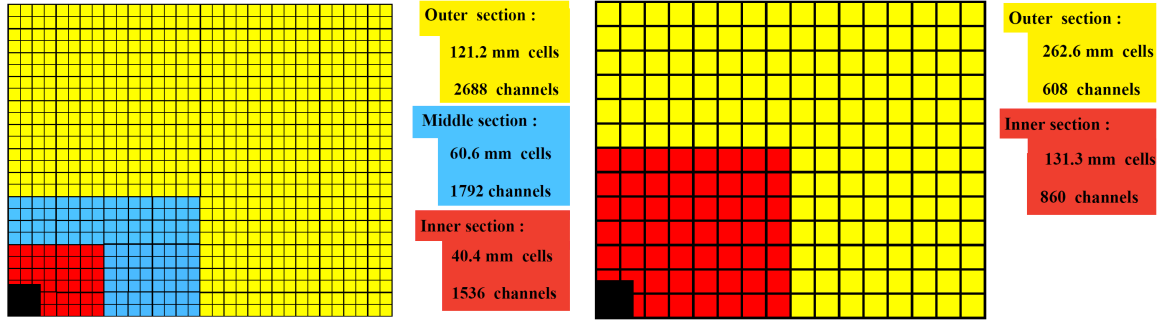 Outer section :
121.2 mm cells
2688 channels
Middle section :
60.6 mm cells
1792 channels
Inner section :
40.4 mm cells
1536 channels
Outer section :
262.6 mm cells
608 channels
Inner section :
131.3 mm cells
860 channels